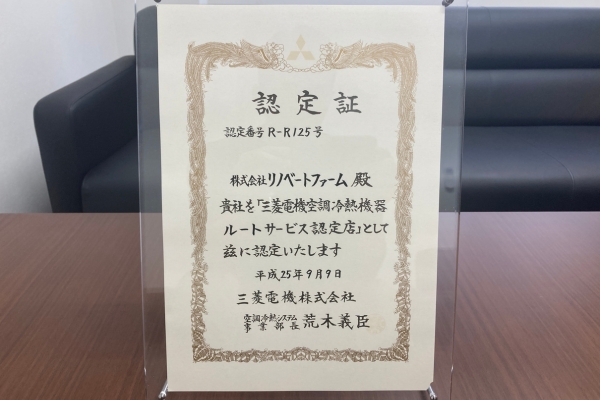 認定証
認定番号 R-R125号
株式会社リノベートファーム 殿
貴社を「三菱電機空調冷熱機器
ルートサービス認定店」として
玆に認定いたします
平成25年9月9日
三菱電機株式会社
空調冷熱システム
事業部長 荒木義臣